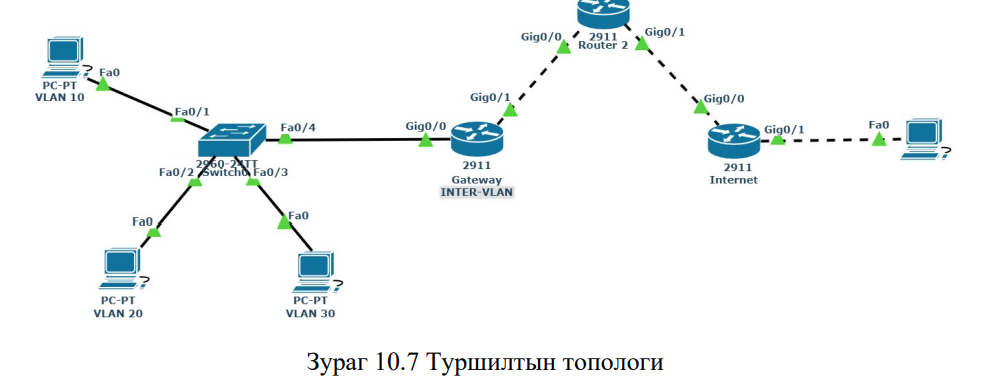 Gig0/0
2911
Router 2
Gig0/1
PC-PT
VLAN 10
Fa0
Fa0/1
Fa0/4
2960-24TT
Switch0
Fa0/2
Fa0/3
Gig0/0
Gig0/1
2911
Gateway
INTER-VLAN
Gig0/0
Gig0/1
2911
Internet
Fa0
Fa0
PC-PT
VLAN 20
Fa0
PC-PT
VLAN 30
Зураг 10.7 Туршилтын топологи